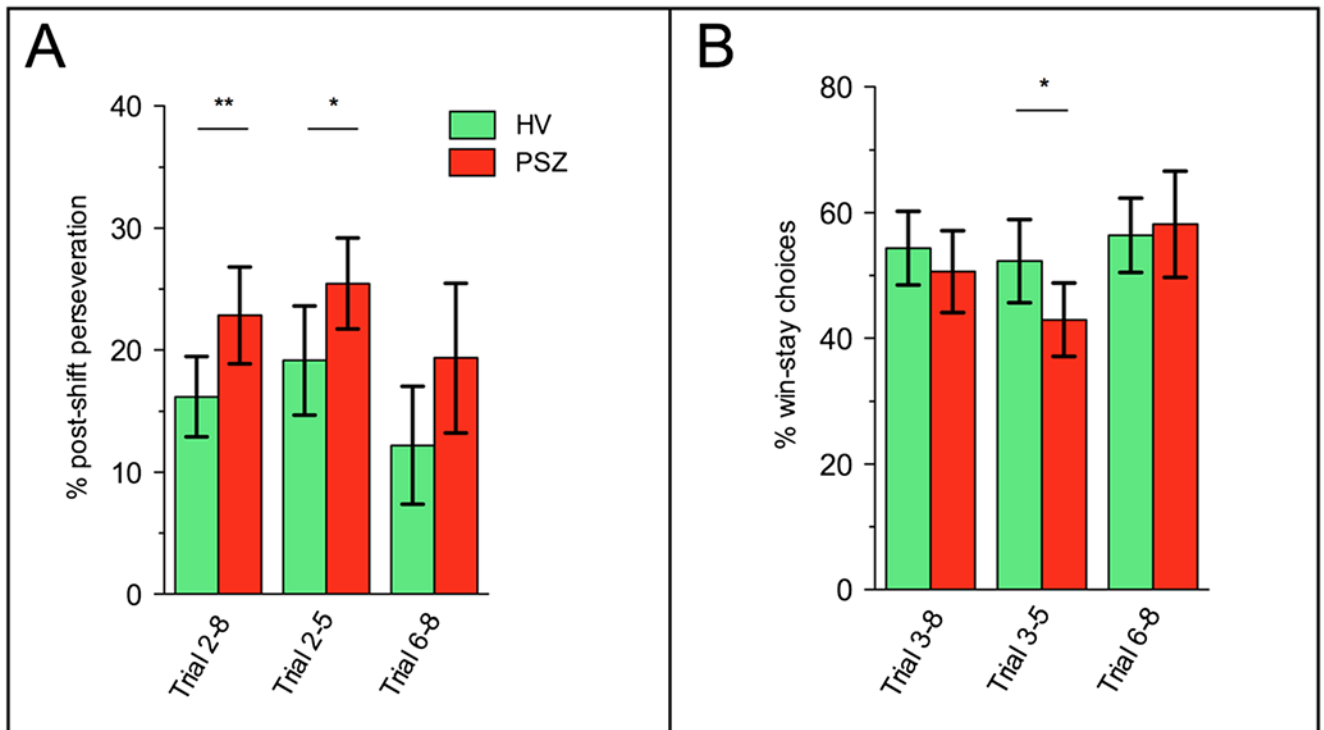 A
% post-shift perseveration
40
30
20
10
0
**
*
HV
PSZ
Trial 2-8
Trial 2-5
Trial 6-8
B
% win-stay choices
80
60
40
20
0
*
Trial 3-8
Trial 3-5
Trial 6-8